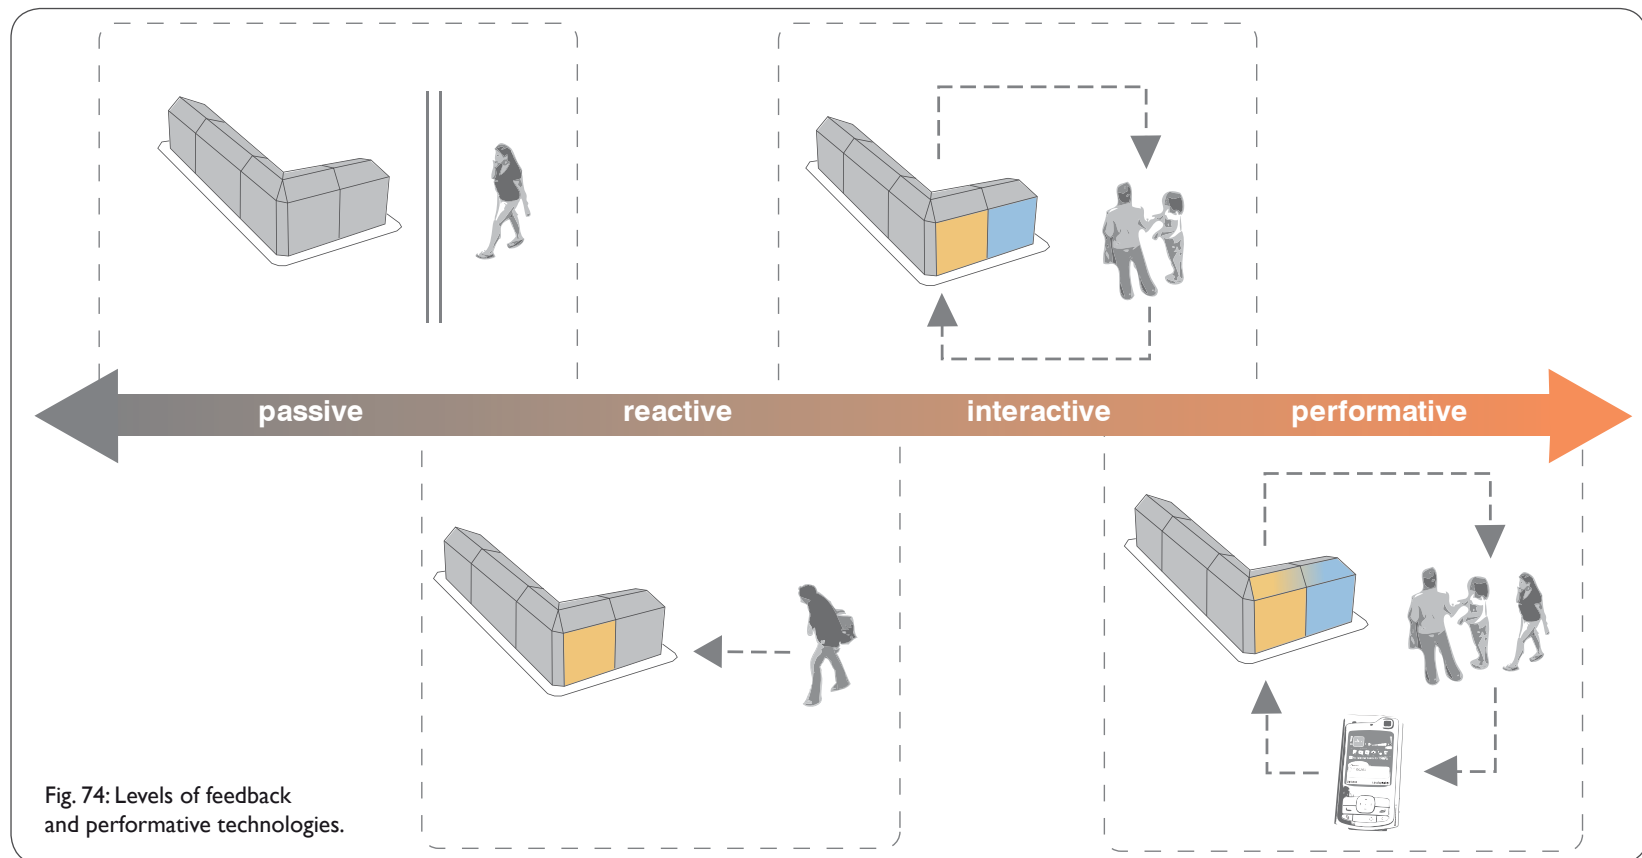 passive reactive interactive performative
Fig. 74: Levels of feedback
and performative technologies.